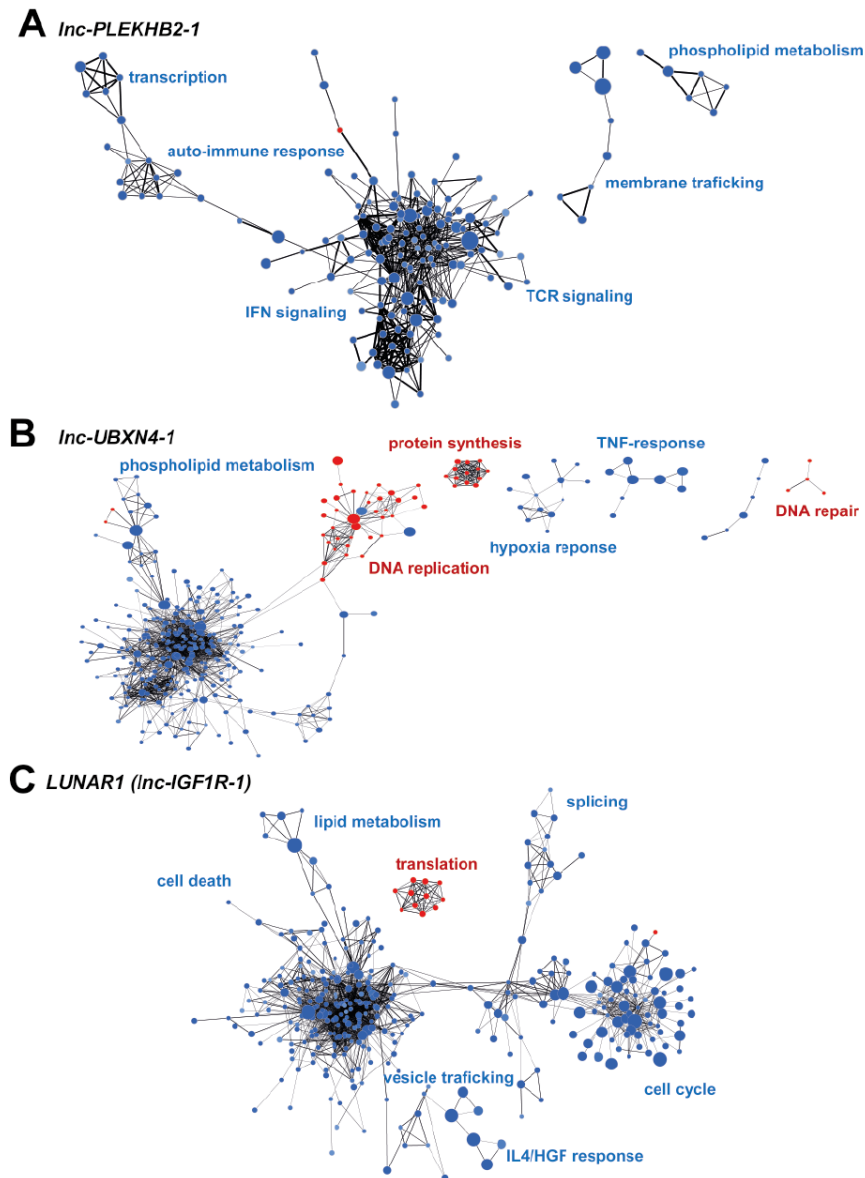 A lnc-PLEKHB2-1
phospholipid metabolism
transcription
auto-immune response
membrane traficking
IFN signaling
TCR signaling
B lnc-UBXN4-1
protein synthesis
TNF-response
phospholipid metabolism
DNA repair
hypoxia reponse
DNA replication
C LUNAR1 (lnc-IGF1R-1)
splicing
lipid metabolism
translation
cell death
vesicle traficking
cell cycle
IL4/HGF response